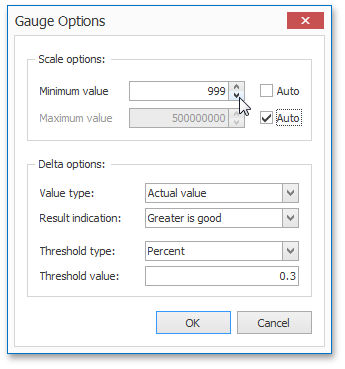 Gauge Options
Scale options:
Minimum value 999 Auto
Maximum value 500000000 Auto
Delta options:
Value type: Actual value
Result indication: Greater is good
Threshold type: Percent
Threshold value: 0.3
OK Cancel